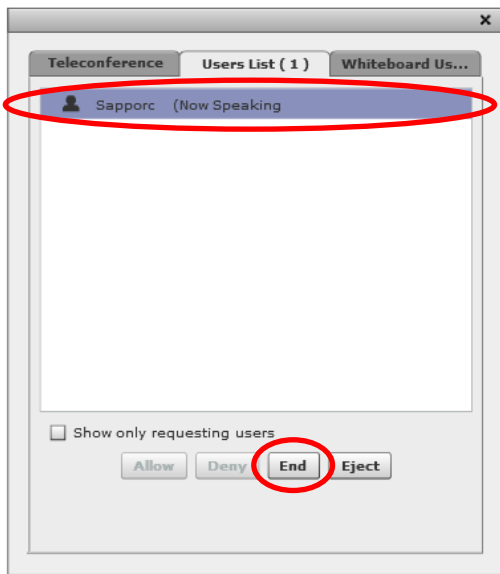 ×
Teleconference Users List ( 1 ) Whiteboard Us...
Sapporc (Now Speaking
Show only requesting users
Allow Deny End Eject